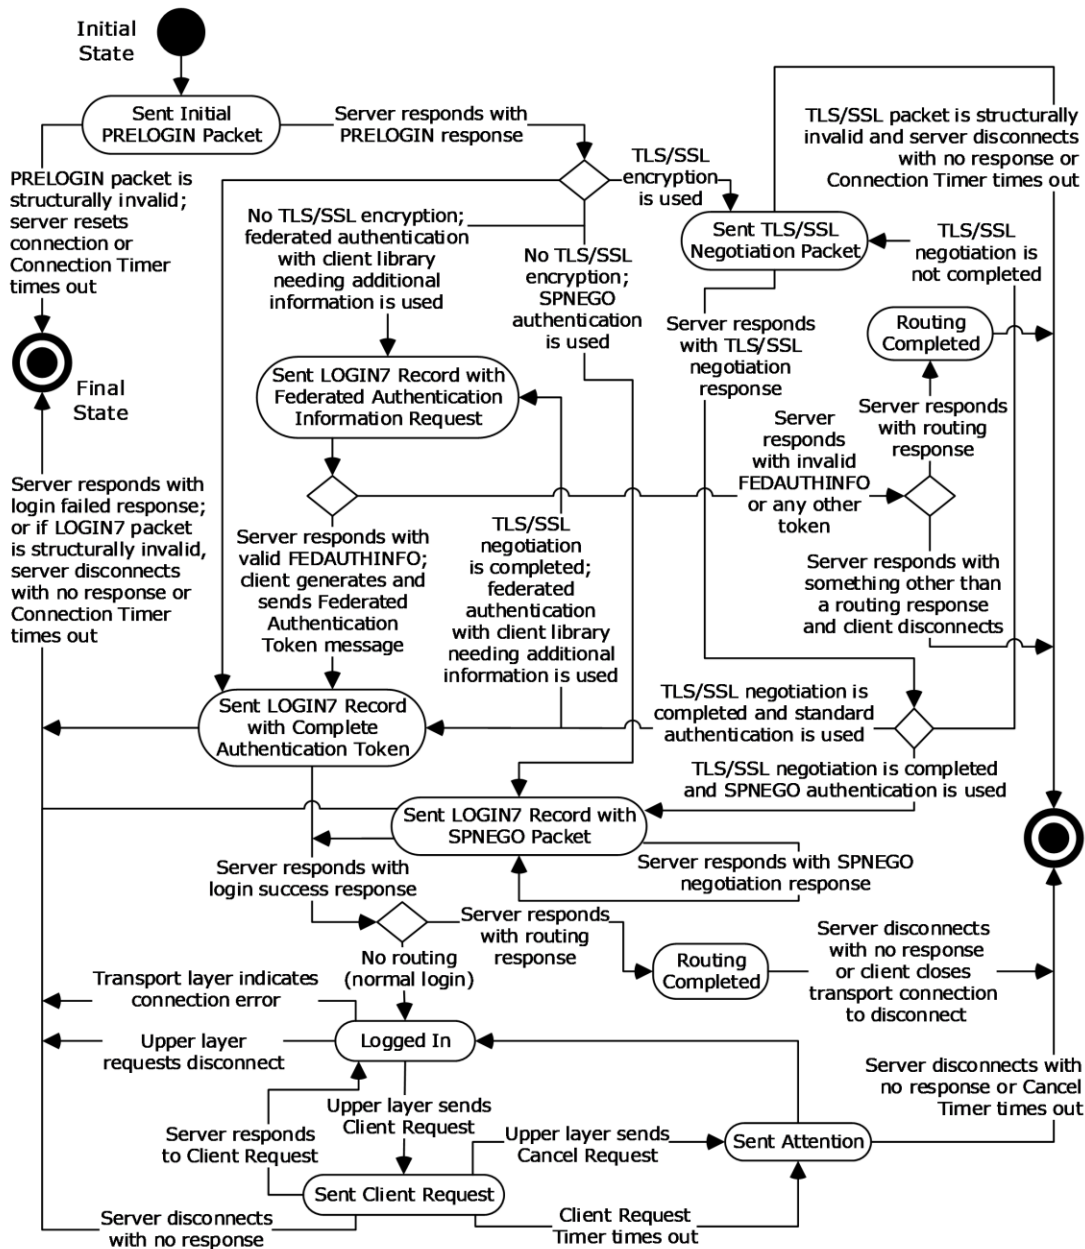 Initial
State
Sent Initial
PRELOGIN Packet
Server responds with
PRELOGIN response
TLS/SSL packet is structurally
invalid and server disconnects
with no response or
Connection Timer times out
PRELOGIN packet is
structurally invalid;
server resets
connection or
Connection Timer
times out
TLS/SSL
encryption
is used
No TLS/SSL encryption;
federated authentication
with client library
needing additional
information is used
No TLS/SSL
encryption;
SPNEGO
authentication
is used
Sent TLS/SSL
Negotiation Packet
TLS/SSL
negotiation is
not completed
Server responds
with TLS/SSL
negotiation
response
Routing
Completed
Final
State
Sent LOGIN7 Record with
Federated Authentication
Information Request
Server
responds
with invalid
FEDAUTHINFO
or any other
token
Server responds
with routing
response
Server responds with
login failed response;
or if LOGIN7 packet
is structurally invalid,
server disconnects
with no response or
Connection Timer
times out
Server responds with
valid FEDAUTHINFO;
client generates and
sends Federated
Authentication
Token message
TLS/SSL
negotiation
is completed;
federated
authentication
with client library
needing additional
information is used
Server responds with
something other than
a routing response
and client disconnects
Sent LOGIN7 Record
with Complete
Authentication Token
TLS/SSL negotiation is
completed and standard
authentication is used
TLS/SSL negotiation is completed
and SPNEGO authentication is used
Sent LOGIN7 Record with
SPNEGO Packet
Server responds with SPNEGO
negotiation response
Server responds with
login success response
Server responds
with routing
response
No routing
(normal login)
Routing
Completed
Server disconnects
with no response
or client closes
transport connection
to disconnect
Transport layer indicates
connection error
Logged In
Upper layer
requests disconnect
Server disconnects with
no response or Cancel
Timer times out
Upper layer sends
Client Request
Server responds
to Client Request
Upper layer sends
Cancel Request
Sent Attention
Sent Client Request
Server disconnects
with no response
Client Request
Timer times out